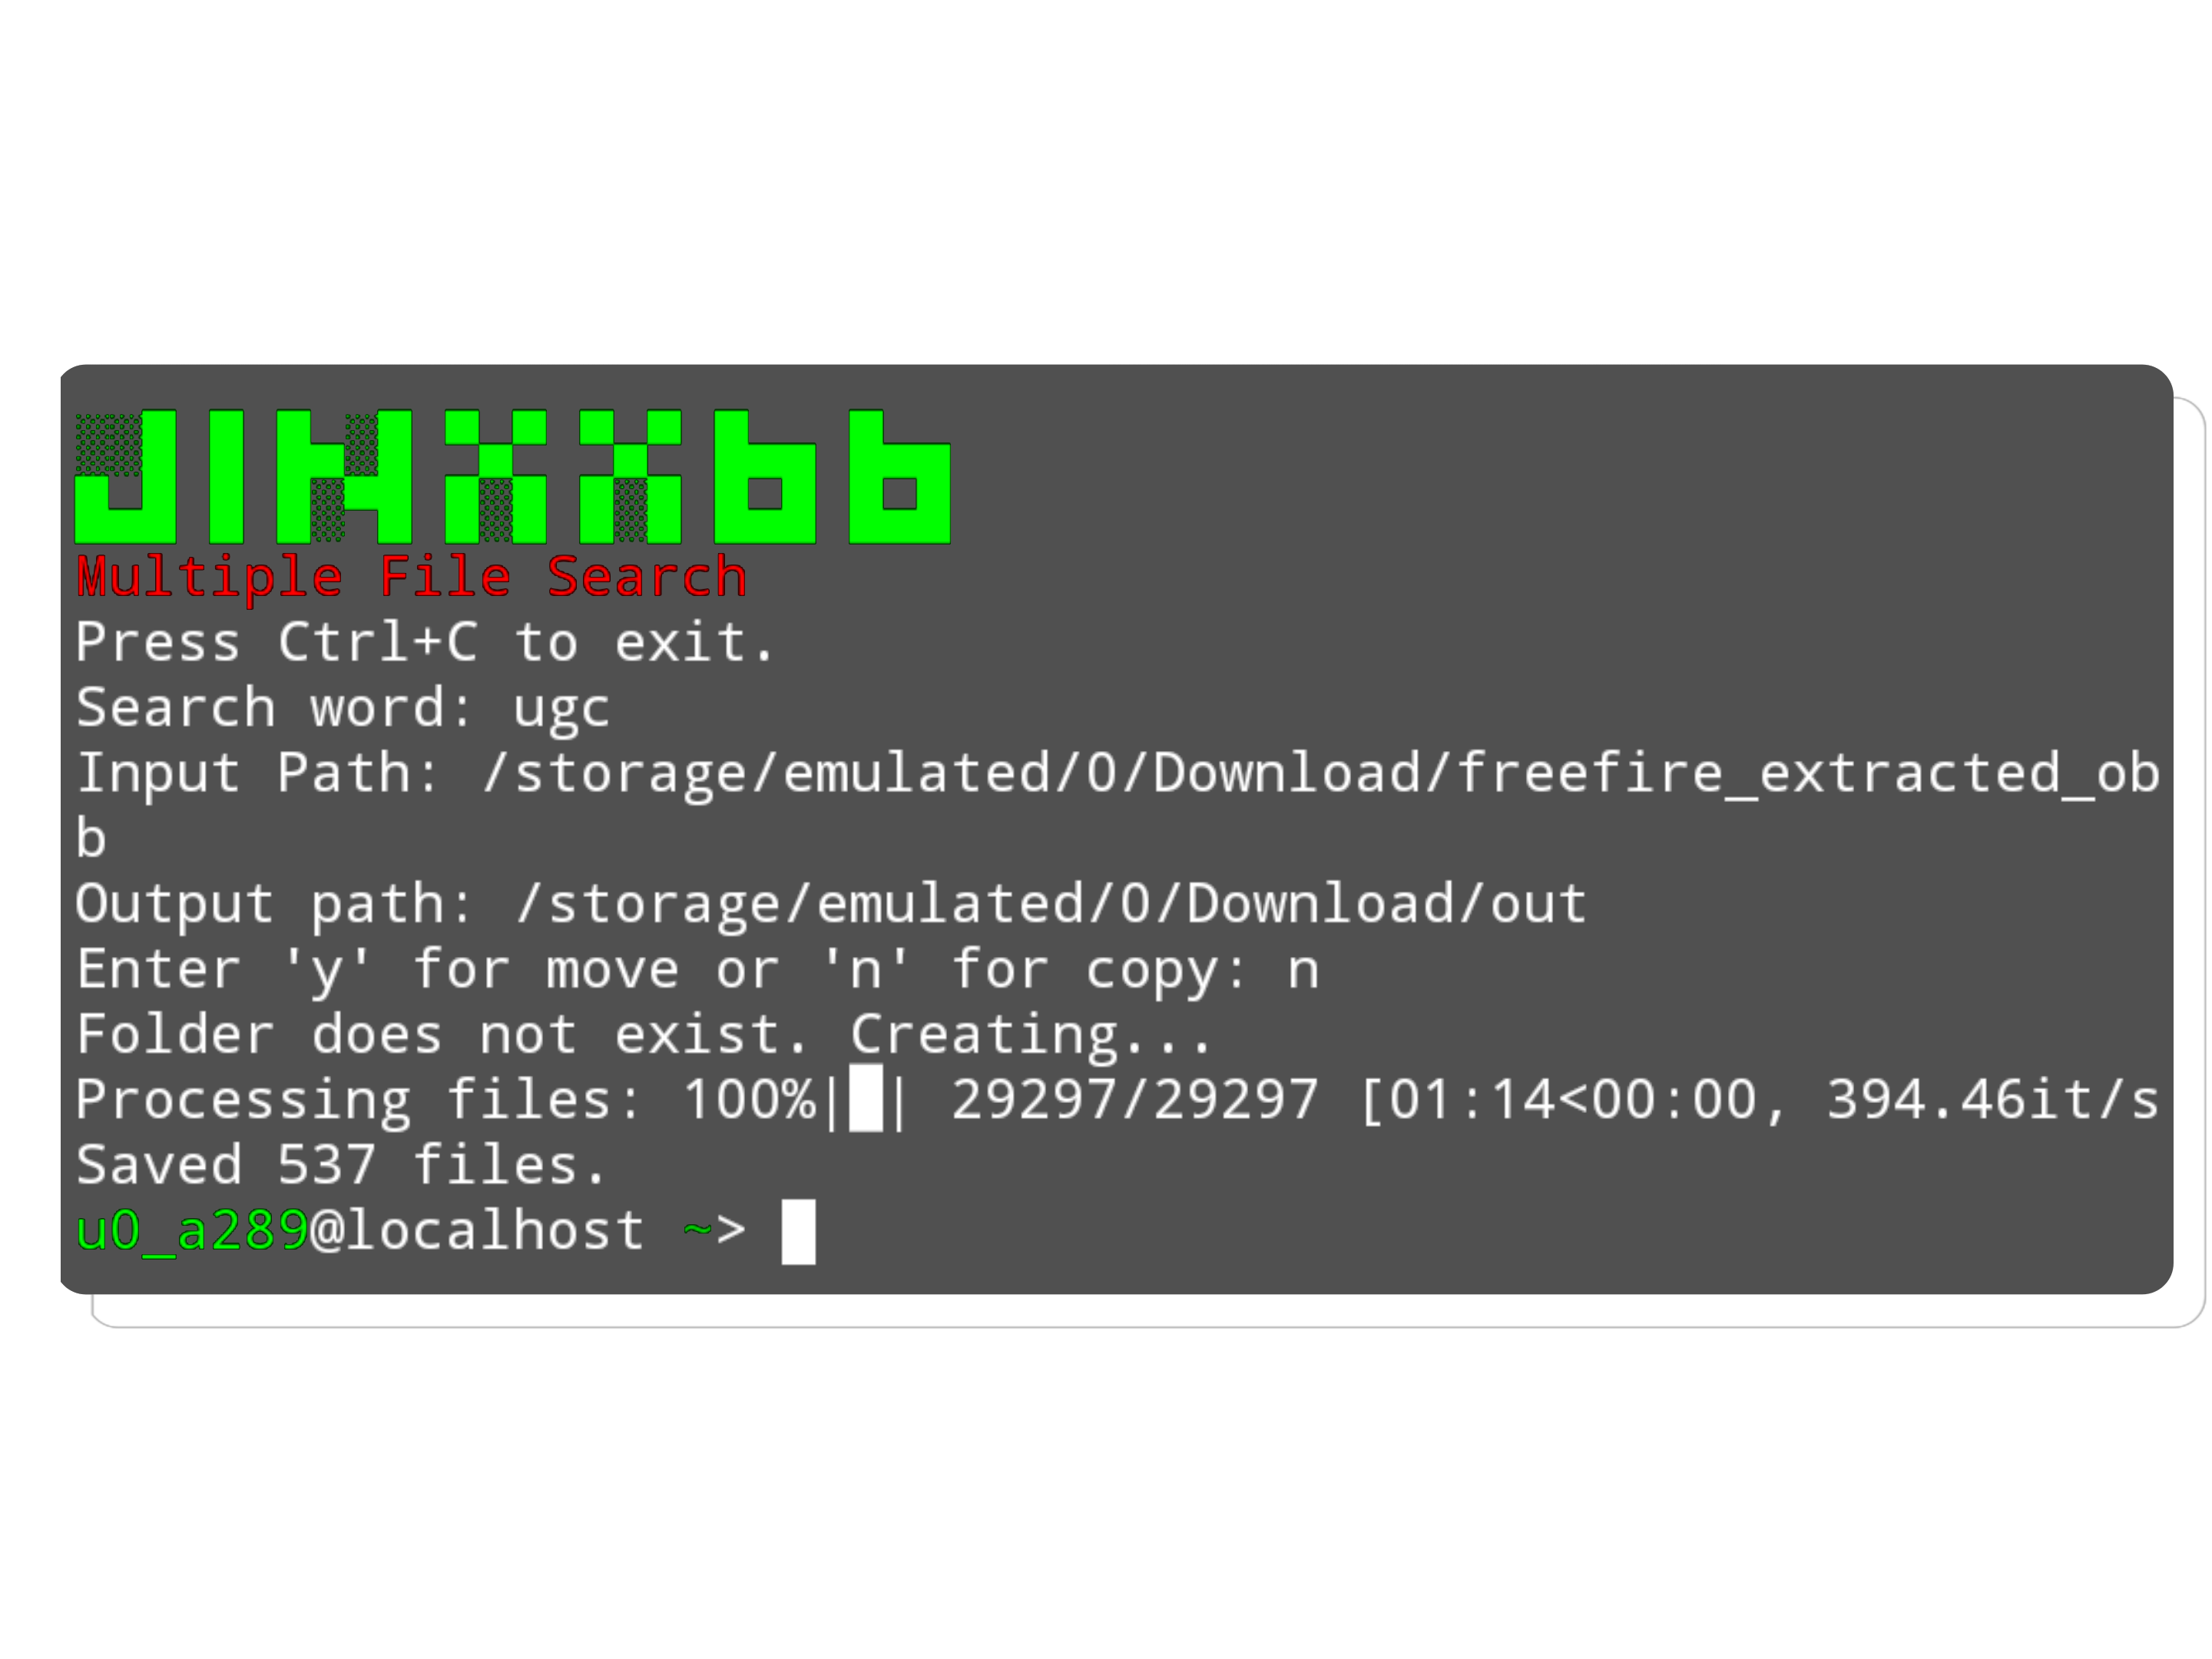 Multiple File Search
Press Ctrl+C to exit.
Search word: ugc
Input Path: /storage/emulated/0/Download/freefire_extracted_ob
b
Output path: /storage/emulated/0/Download/out
Enter 'y' for move or 'n' for copy: n
Folder does not exist. Creating...
Processing files: 100%|█| 29297/29297 [01:14<00:00, 394.46it/s
Saved 537 files.
u0_a289@localhost ~>